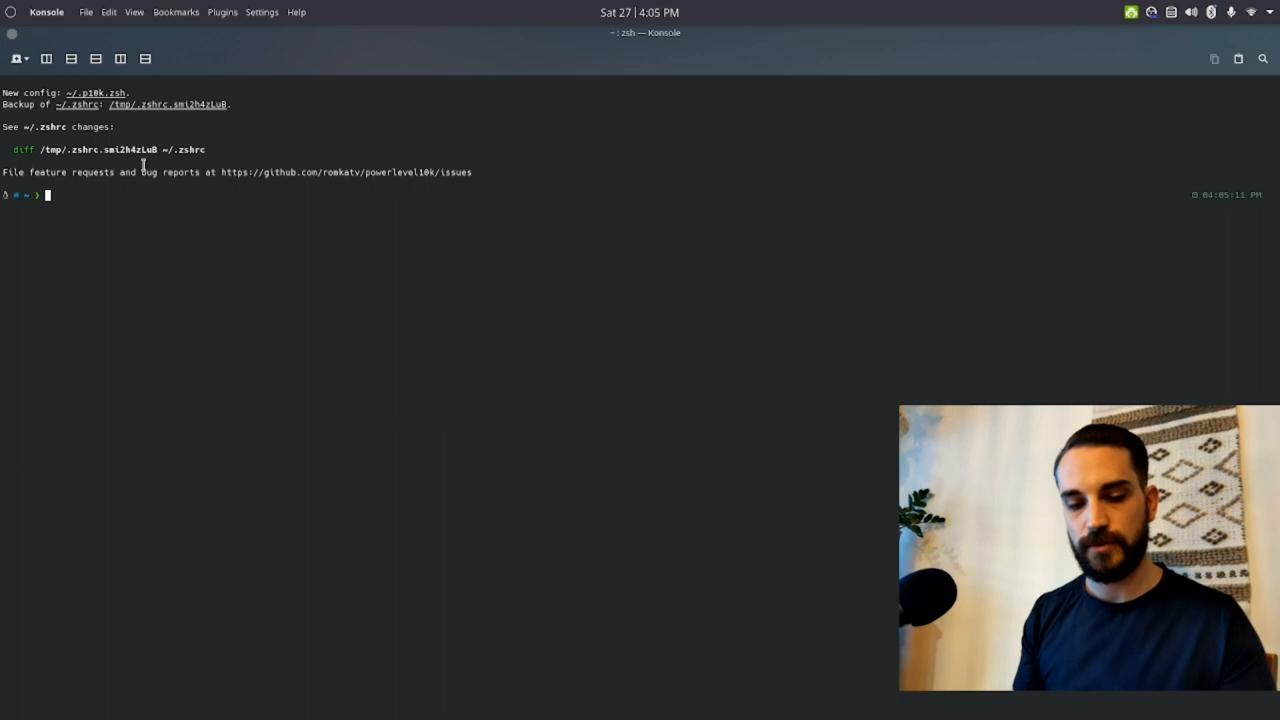 Konsole File Edit View Bookmarks Plugins Settings Help Sat 27 | 4:05 PM
~ : zsh — Konsole
New config: ~/.p10k.zsh.
Backup of ~/.zshrc: /tmp/.zshrc.smi2h4zLuB.
See ~/.zshrc changes:
diff /tmp/.zshrc.smi2h4zLuB ~/.zshrc
File feature requests and bug reports at https://github.com/romkatv/powerlevel10k/issues
~ ❯ 04:05:11 PM